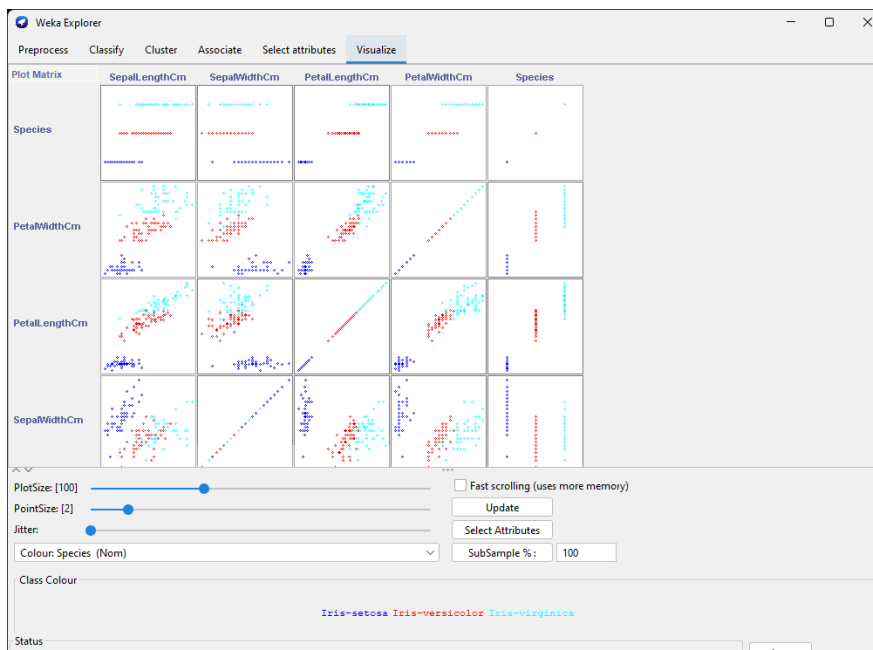 Weka Explorer
Preprocess Classify Cluster Associate Select attributes Visualize
Plot Matrix SepalLengthCm SepalWidthCm PetalLengthCm PetalWidthCm Species
Species
PetalWidthCm
PetalLengthCm
SepalWidthCm
PlotSize: [100] Fast scrolling (uses more memory)
PointSize: [2] Update
Jitter: Select Attributes
Colour: Species (Nom) SubSample % : 100
Class Colour
Iris-setosa Iris-versicolor Iris-virginica
Status